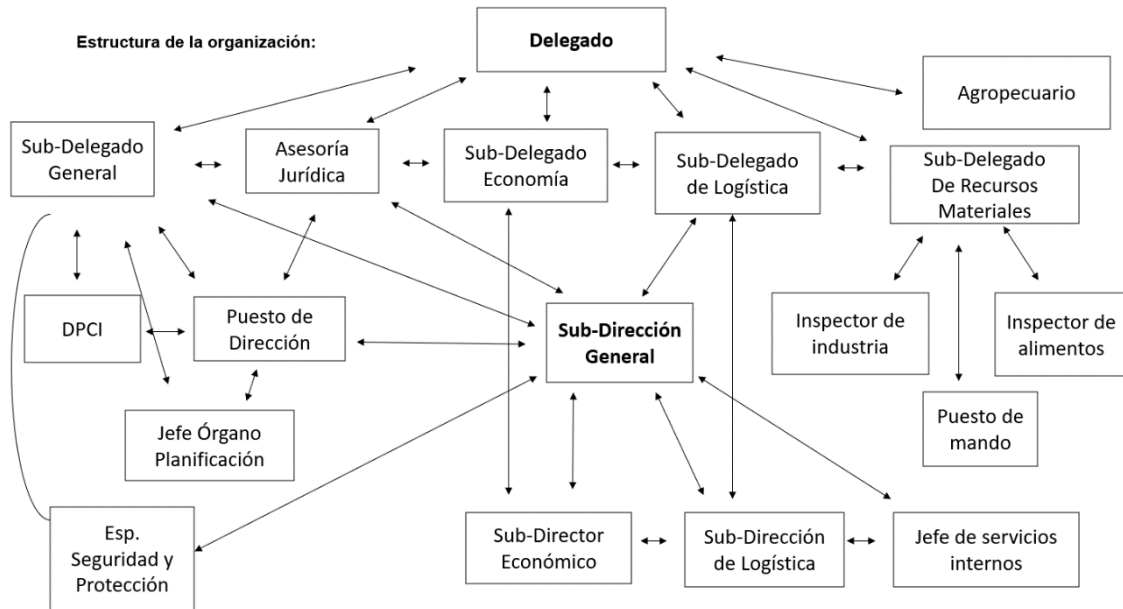 Estructura de la organización:
Delegado
Agropecuario
Sub-Delegado
General
Asesoría
Jurídica
Sub-Delegado
Economía
Sub-Delegado
de Logística
Sub-Delegado
De Recursos
Materiales
DPCI
Puesto de
Dirección
Sub-Dirección
General
Inspector de
industria
Inspector de
alimentos
Jefe Órgano
Planificación
Puesto de
mando
Esp.
Seguridad y
Protección
Sub-Director
Económico
Sub-Dirección
de Logística
Jefe de servicios
internos